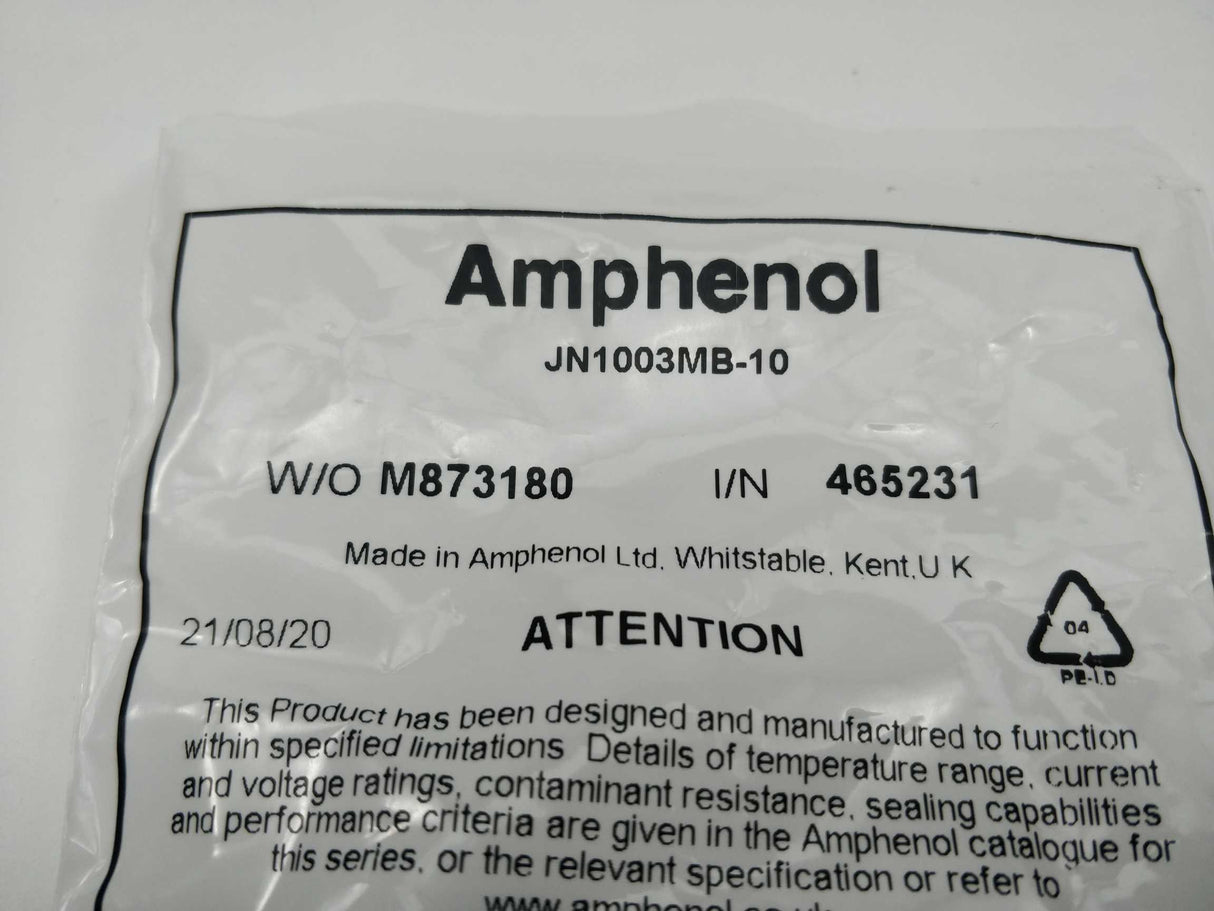 Amphenol
JN1003MB-10
W/O M873180 I/N 465231
Made in Amphenol Ltd. Whitstable. Kent.U K
21/08/20 ATTENTION
04
PE-LD
This Product has been designed and manufactured to function
within specified limitations Details of temperature range. current
and voltage ratings, contaminant resistance. sealing capabilities
and performance criteria are given in the Amphenol catalogue for
this series. or the relevant specification or refer to